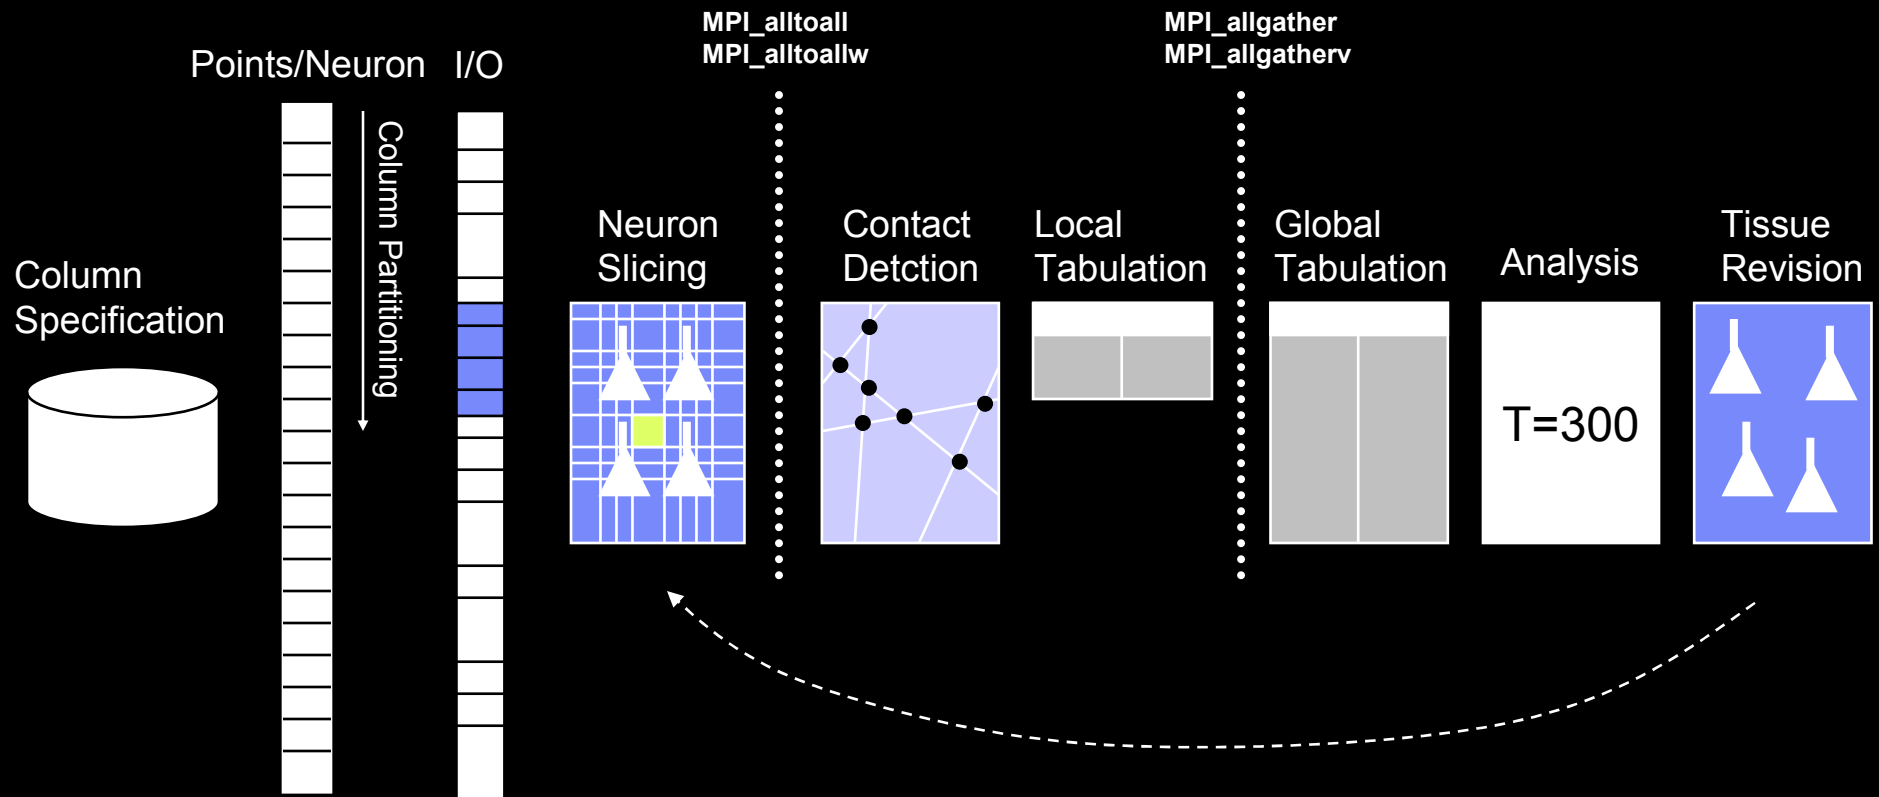 MPI_alltoall
MPI_alltoallw
MPI_allgather
MPI_allgatherv
Points/Neuron
I/O
Column Partitioning
Column
Specification
Neuron
Slicing
Contact
Detction
Local
Tabulation
Global
Tabulation
Analysis
Tissue
Revision
T=300